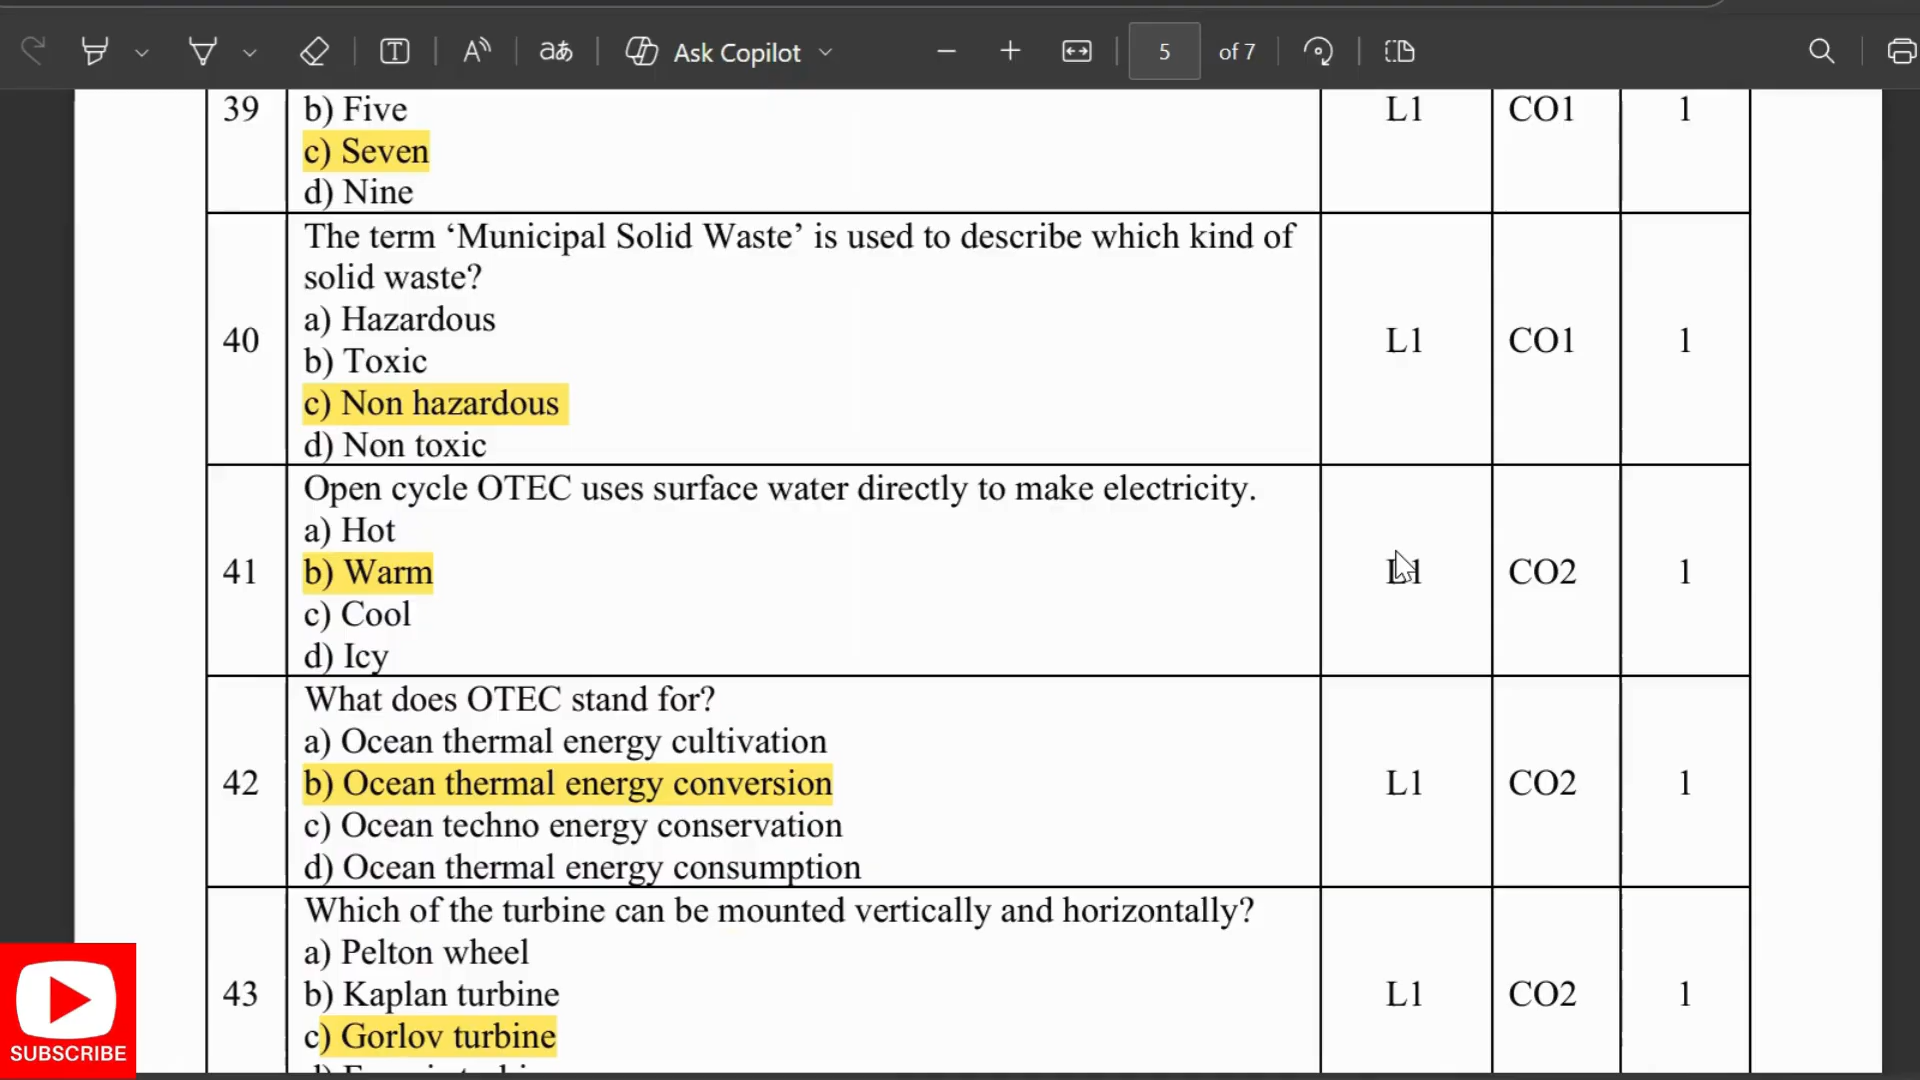 Ask Copilot
5 of 7
39
b) Five
c) Seven
d) Nine
L1
CO1
1
The term ‘Municipal Solid Waste’ is used to describe which kind of
solid waste?
a) Hazardous
b) Toxic
c) Non hazardous
d) Non toxic
40
L1
CO1
1
Open cycle OTEC uses surface water directly to make electricity.
a) Hot
b) Warm
c) Cool
d) Icy
41
L1
CO2
1
What does OTEC stand for?
a) Ocean thermal energy cultivation
b) Ocean thermal energy conversion
c) Ocean techno energy conservation
d) Ocean thermal energy consumption
42
L1
CO2
1
Which of the turbine can be mounted vertically and horizontally?
a) Pelton wheel
b) Kaplan turbine
c) Gorlov turbine
43
L1
CO2
1
SUBSCRIBE